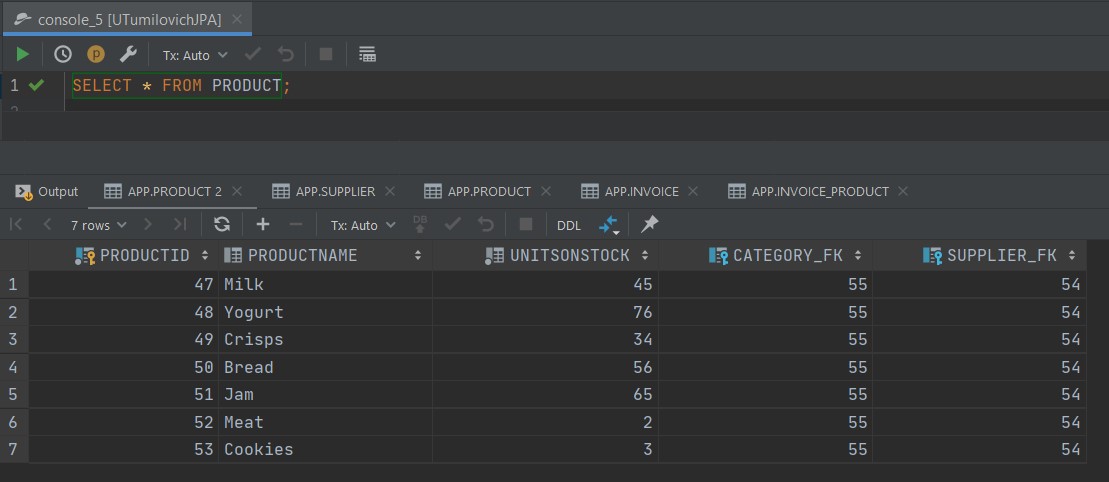 console_5 [UTumilovichJPA]
Tx: Auto
1 SELECT * FROM PRODUCT;
2
Output APP.PRODUCT 2 APP.SUPPLIER APP.PRODUCT APP.INVOICE APP.INVOICE_PRODUCT
7 rows Tx: Auto DB DDL
PRODUCTID PRODUCTNAME UNITSONSTOCK CATEGORY_FK SUPPLIER_FK
1 47 Milk 45 55 54
2 48 Yogurt 76 55 54
3 49 Crisps 34 55 54
4 50 Bread 56 55 54
5 51 Jam 65 55 54
6 52 Meat 2 55 54
7 53 Cookies 3 55 54